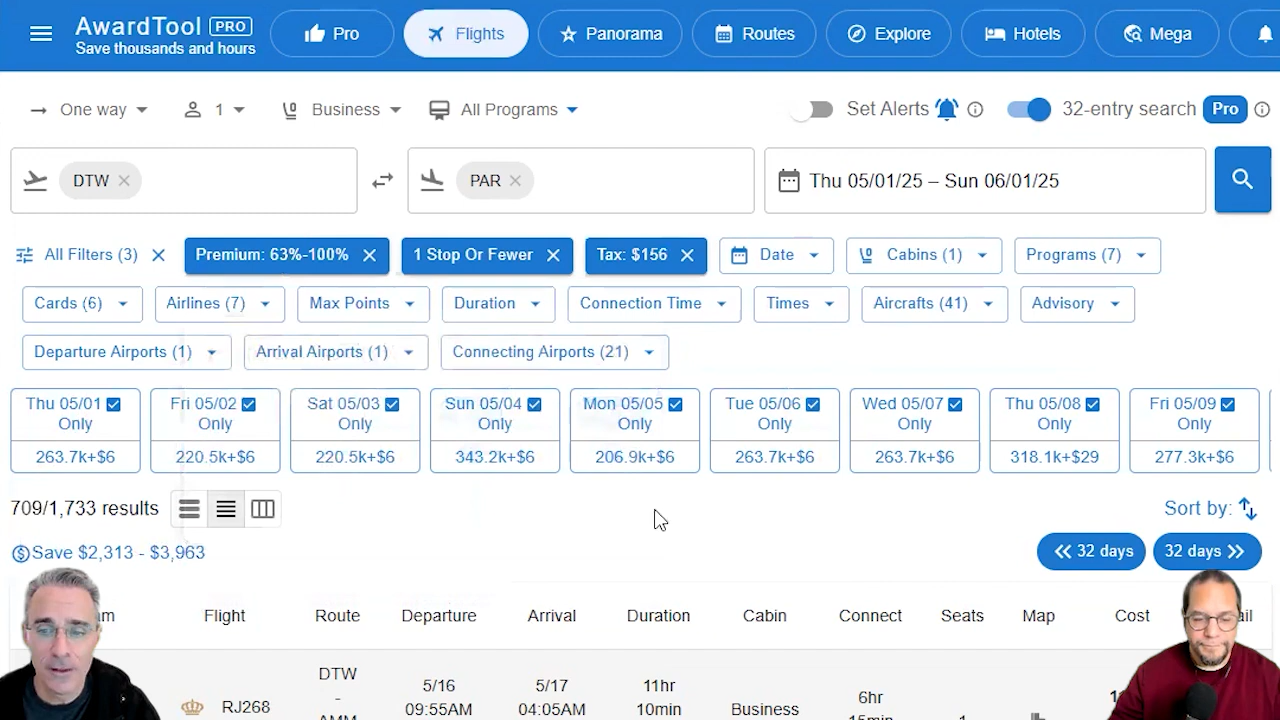 AwardTool PRO
Save thousands and hours
Pro
Flights
Panorama
Routes
Explore
Hotels
Mega
One way
1
Business
All Programs
Set Alerts
32-entry search Pro
DTW
PAR
Thu 05/01/25 – Sun 06/01/25
All Filters (3)
Premium: 63%-100%
1 Stop Or Fewer
Tax: $156
Date
Cabins (1)
Programs (7)
Cards (6)
Airlines (7)
Max Points
Duration
Connection Time
Times
Aircrafts (41)
Advisory
Departure Airports (1)
Arrival Airports (1)
Connecting Airports (21)
Thu 05/01 Only 263.7k+$6
Fri 05/02 Only 220.5k+$6
Sat 05/03 Only 220.5k+$6
Sun 05/04 Only 343.2k+$6
Mon 05/05 Only 206.9k+$6
Tue 05/06 Only 263.7k+$6
Wed 05/07 Only 263.7k+$6
Thu 05/08 Only 318.1k+$29
Fri 05/09 Only 277.3k+$6
709/1,733 results
Sort by:
Save $2,313 - $3,963
32 days
32 days
Flight Route Departure Arrival Duration Cabin Connect Seats Map Cost
RJ268
DTW
-
AMM
5/16
09:55AM
5/17
04:05AM
11hr
10min
Business
6hr
15min
1